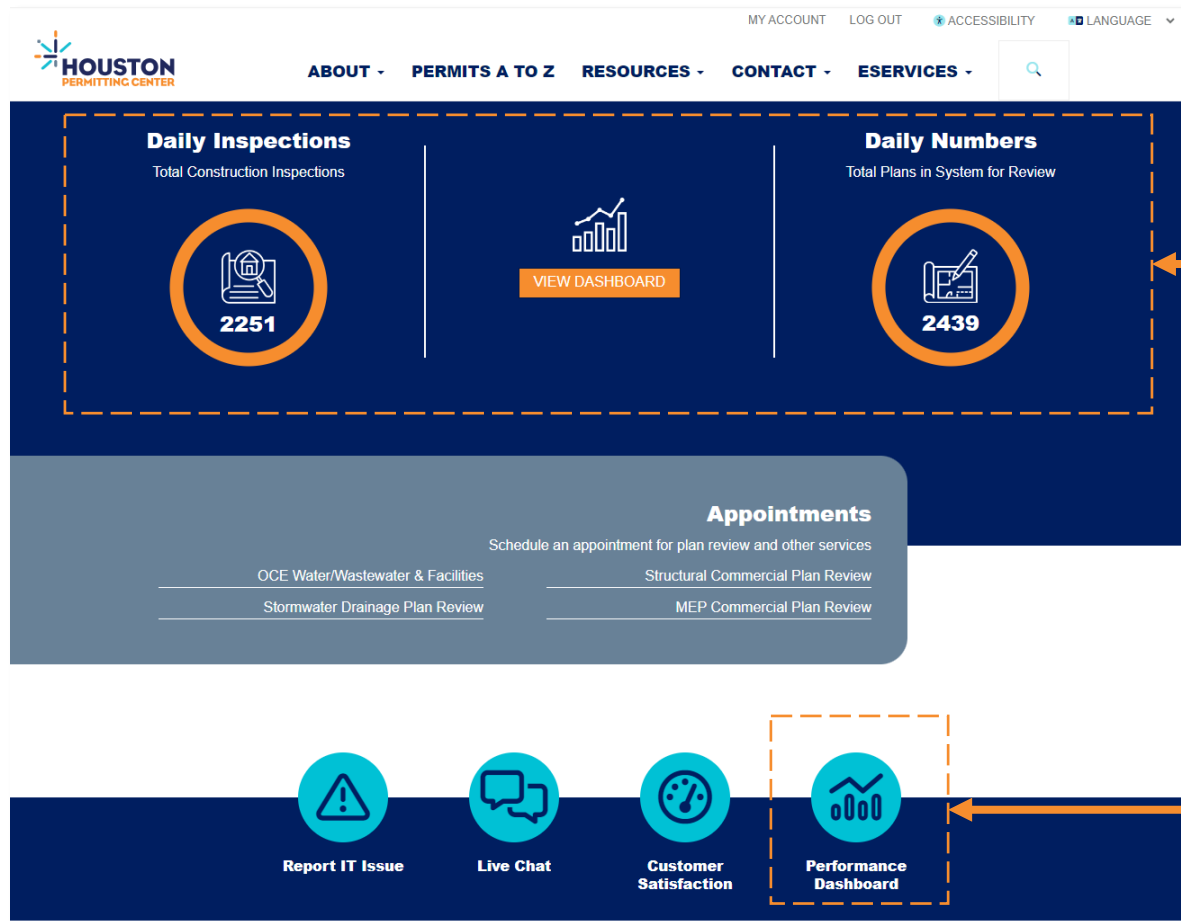 MY ACCOUNT LOG OUT ACCESSIBILITY LANGUAGE
HOUSTON
PERMITTING CENTER
ABOUT PERMITS A TO Z RESOURCES CONTACT ESERVICES
Daily Inspections
Total Construction Inspections
2251
VIEW DASHBOARD
Daily Numbers
Total Plans in System for Review
2439
Appointments
Schedule an appointment for plan review and other services
OCE Water/Wastewater & Facilities
Structural Commercial Plan Review
Stormwater Drainage Plan Review
MEP Commercial Plan Review
Report IT Issue
Live Chat
Customer
Satisfaction
Performance
Dashboard